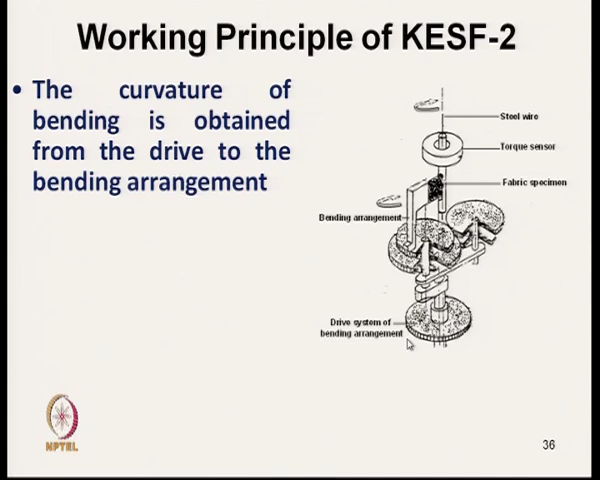 Working Principle of KESF-2
• The curvature of
bending is obtained
from the drive to the
bending arrangement
Steel wire
Torque sensor
Fabric specimen
Bending arrangement
Drive system of
bending arrangement
NPTEL
36